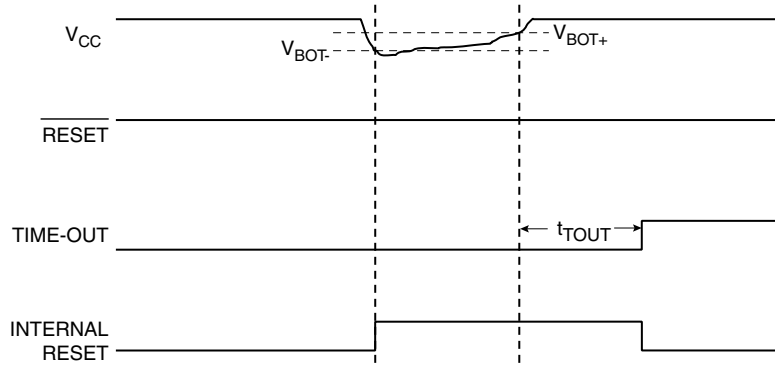 VCC
VBOT-
VBOT+
RESET
TIME-OUT
tTOUT
INTERNAL
RESET